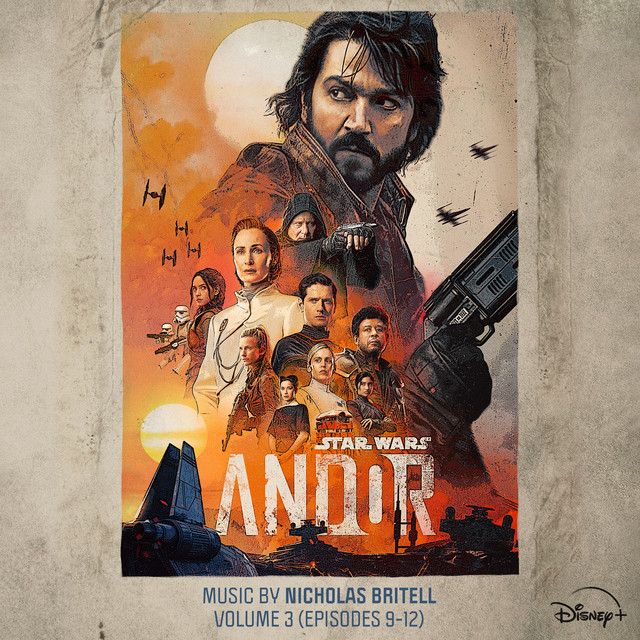 STAR WARS
ANDOR
MUSIC BY NICHOLAS BRITELL
VOLUME 3 (EPISODES 9-12)
Disney+